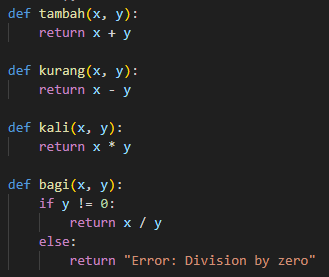 def tambah(x, y):
    return x + y
def kurang(x, y):
    return x - y
def kali(x, y):
    return x * y
def bagi(x, y):
    if y != 0:
        return x / y
    else:
        return "Error: Division by zero"